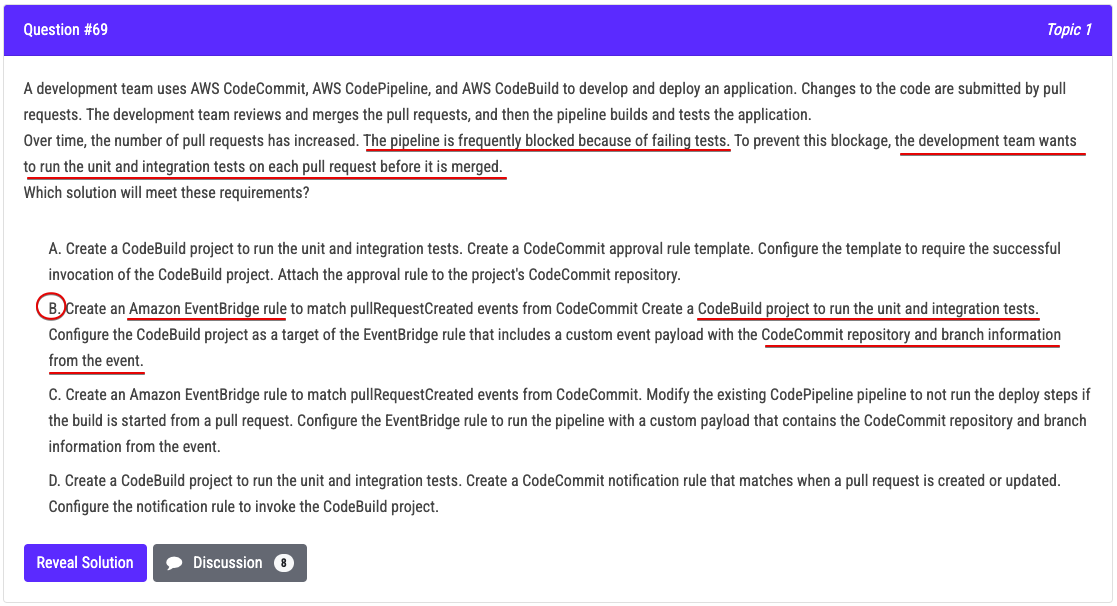 Question #69
Topic 1
A development team uses AWS CodeCommit, AWS CodePipeline, and AWS CodeBuild to develop and deploy an application. Changes to the code are submitted by pull
requests. The development team reviews and merges the pull requests, and then the pipeline builds and tests the application.
Over time, the number of pull requests has increased. The pipeline is frequently blocked because of failing tests. To prevent this blockage, the development team wants
to run the unit and integration tests on each pull request before it is merged.
Which solution will meet these requirements?
A. Create a CodeBuild project to run the unit and integration tests. Create a CodeCommit approval rule template. Configure the template to require the successful
invocation of the CodeBuild project. Attach the approval rule to the project's CodeCommit repository.
B. Create an Amazon EventBridge rule to match pullRequestCreated events from CodeCommit Create a CodeBuild project to run the unit and integration tests.
Configure the CodeBuild project as a target of the EventBridge rule that includes a custom event payload with the CodeCommit repository and branch information
from the event.
C. Create an Amazon EventBridge rule to match pullRequestCreated events from CodeCommit. Modify the existing CodePipeline pipeline to not run the deploy steps if
the build is started from a pull request. Configure the EventBridge rule to run the pipeline with a custom payload that contains the CodeCommit repository and branch
information from the event.
D. Create a CodeBuild project to run the unit and integration tests. Create a CodeCommit notification rule that matches when a pull request is created or updated.
Configure the notification rule to invoke the CodeBuild project.
Reveal Solution
Discussion 8